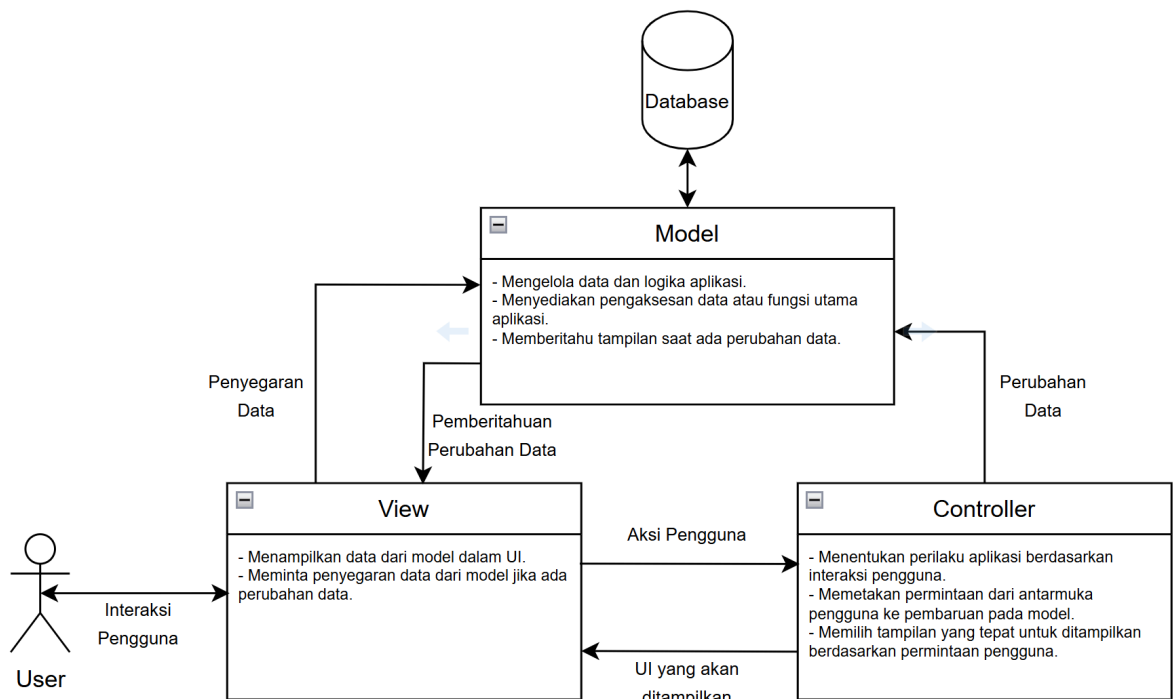 Database
Model
- Mengelola data dan logika aplikasi.
- Menyediakan pengaksesan data atau fungsi utama
aplikasi.
- Memberitahu tampilan saat ada perubahan data.
Penyegaran
Data
Pemberitahuan
Perubahan Data
Perubahan
Data
View
- Menampilkan data dari model dalam UI.
- Meminta penyegaran data dari model jika ada
perubahan data.
Aksi Pengguna
Controller
- Menentukan perilaku aplikasi berdasarkan
interaksi pengguna.
- Memetakan permintaan dari antarmuka
pengguna ke pembaruan pada model.
- Memilih tampilan yang tepat untuk ditampilkan
berdasarkan permintaan pengguna.
Interaksi
Pengguna
User
UI yang akan
ditampilkan